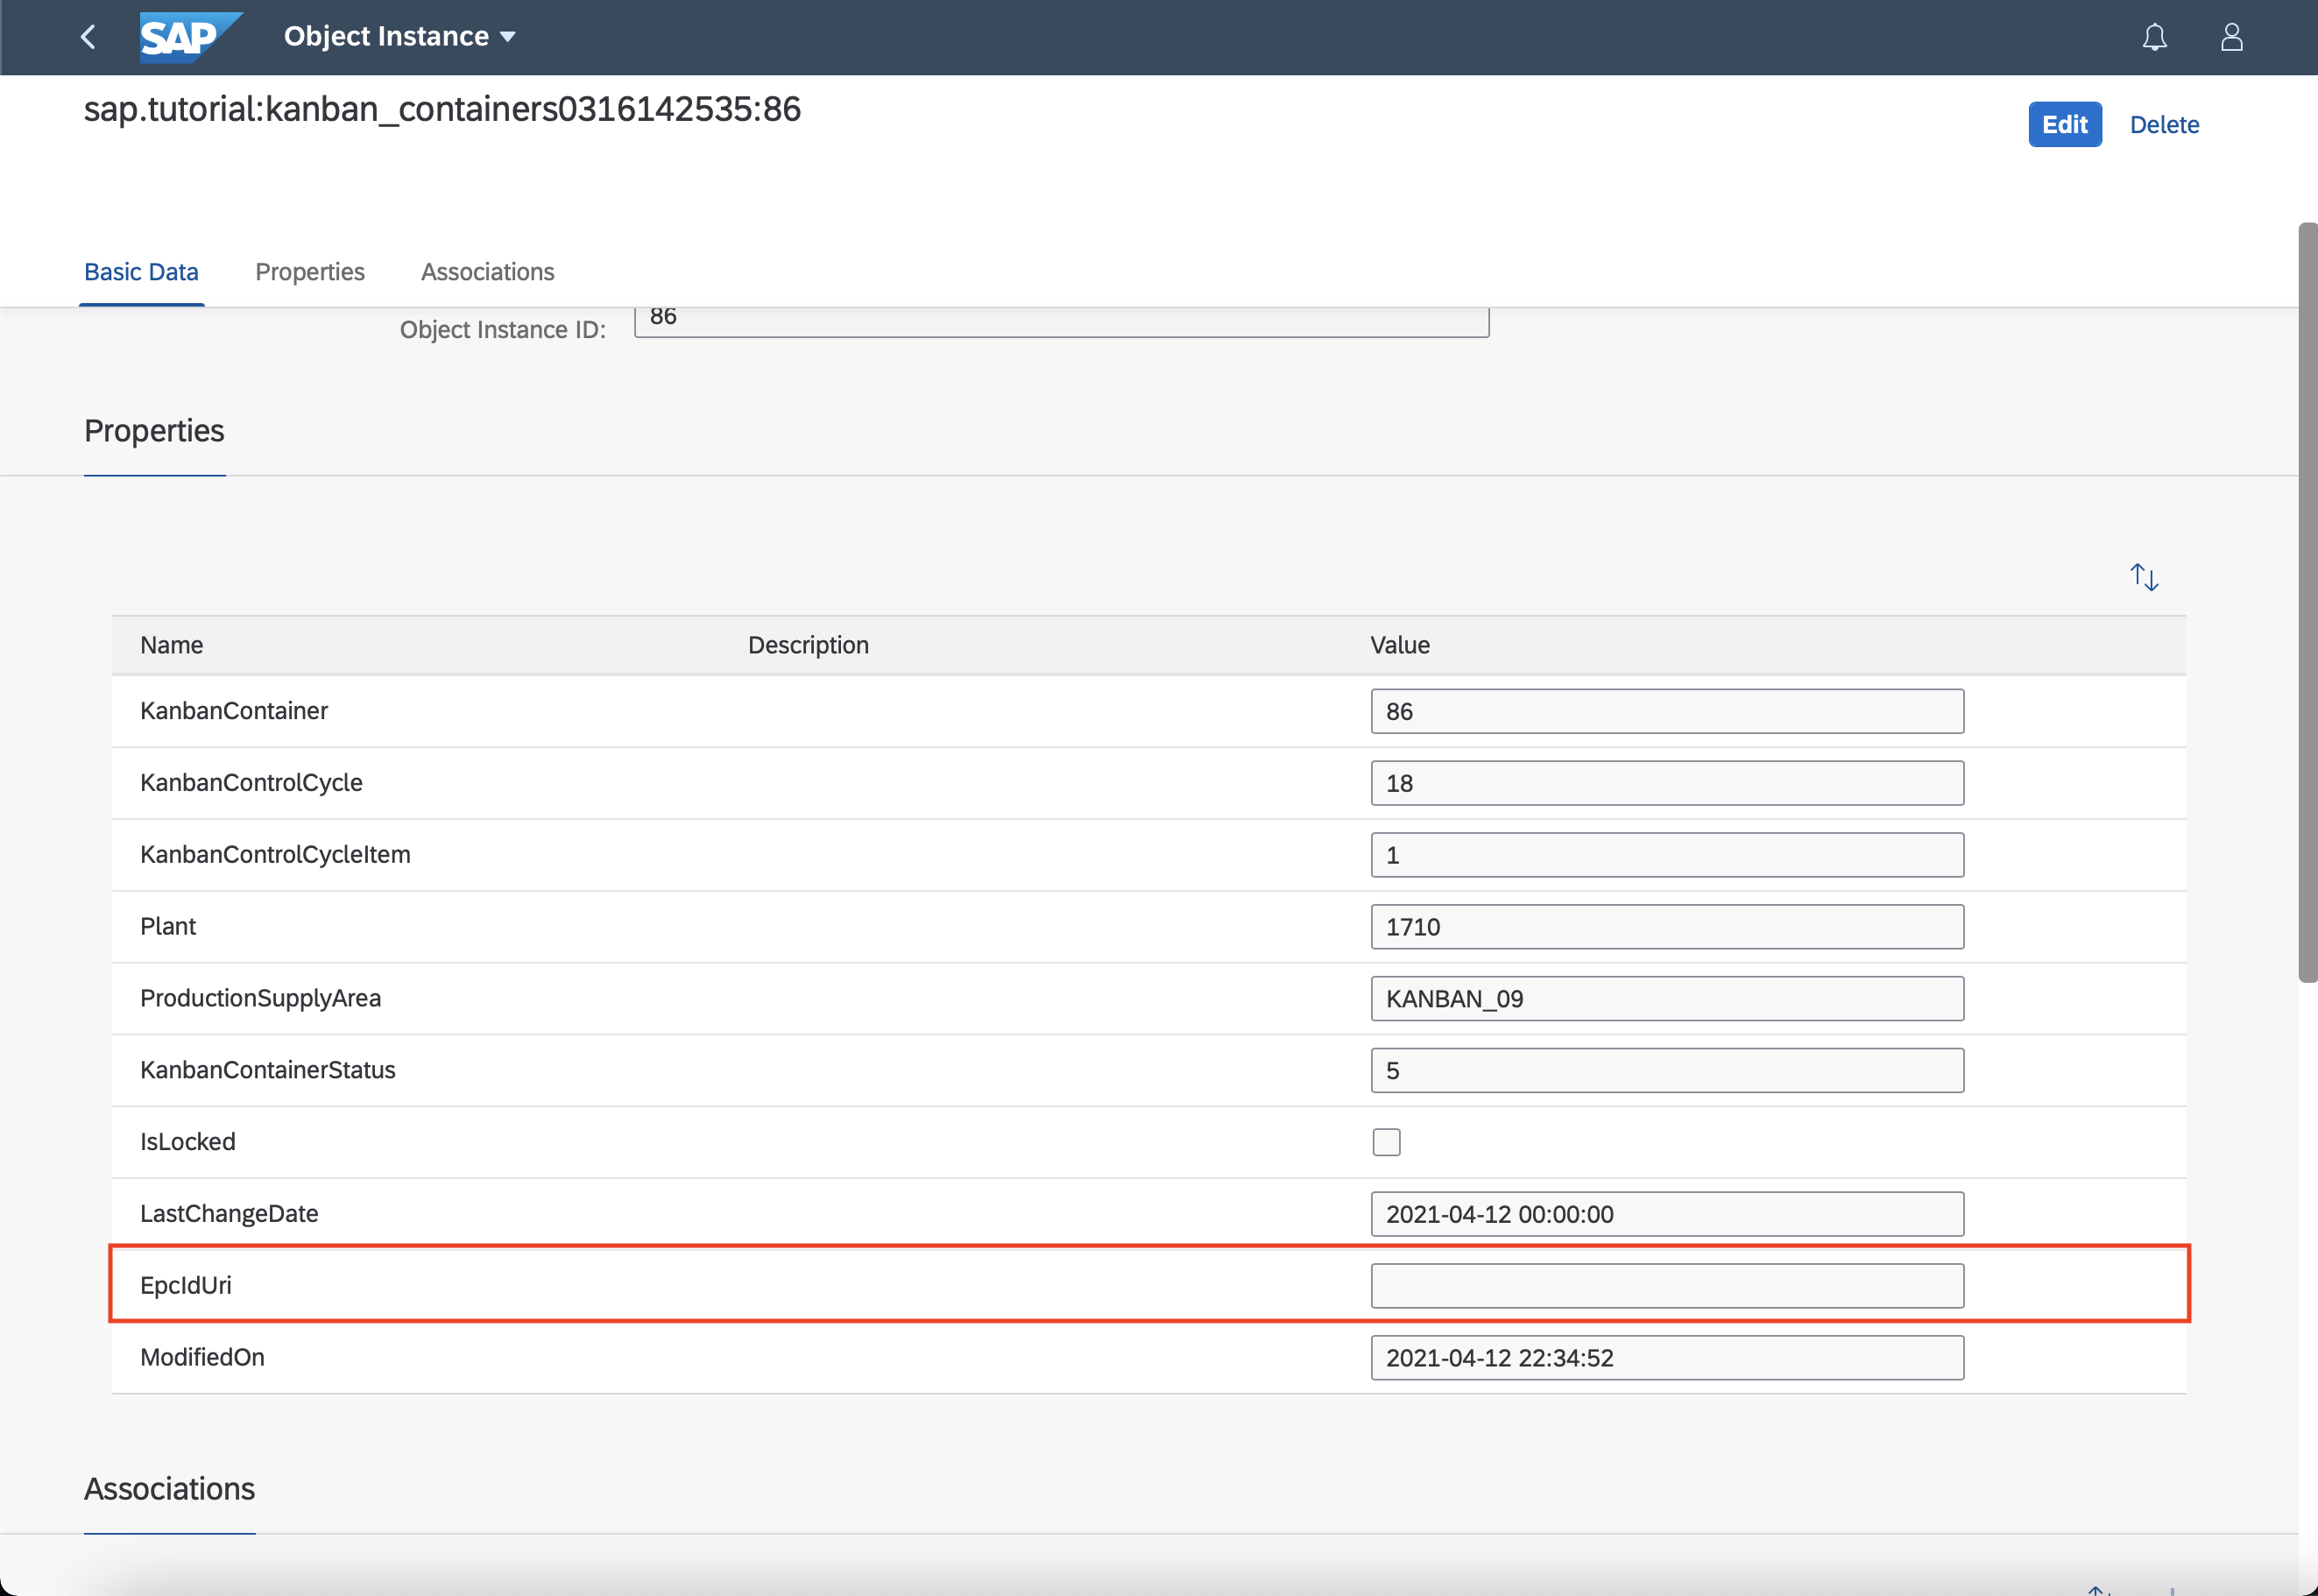 SAP Object Instance
sap.tutorial:kanban_containers0316142535:86
Edit Delete
Basic Data Properties Associations
Object Instance ID: 86
Properties
Name Description Value
KanbanContainer 86
KanbanControlCycle 18
KanbanControlCycleItem 1
Plant 1710
ProductionSupplyArea KANBAN_09
KanbanContainerStatus 5
IsLocked
LastChangeDate 2021-04-12 00:00:00
EpcIdUri
ModifiedOn 2021-04-12 22:34:52
Associations